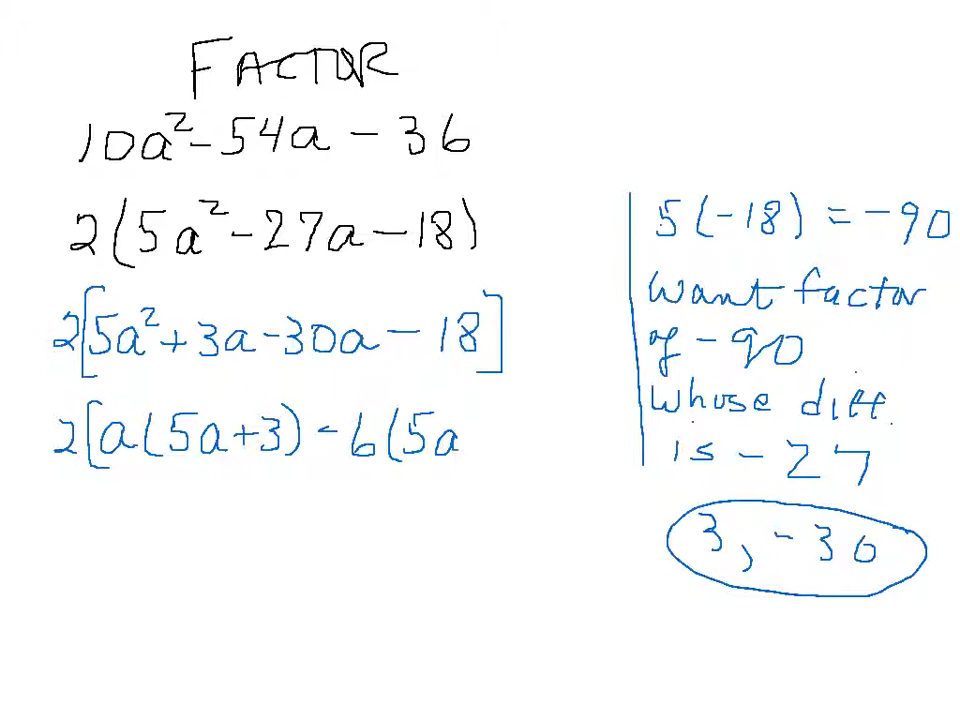 FACTOR
10a² - 54a - 36
2(5a² - 27a - 18)
2[5a² + 3a - 30a - 18]
2[a(5a+3) - 6(5a
5(-18) = -90
Want factor
of -90
whose diff.
is -27
3, -30